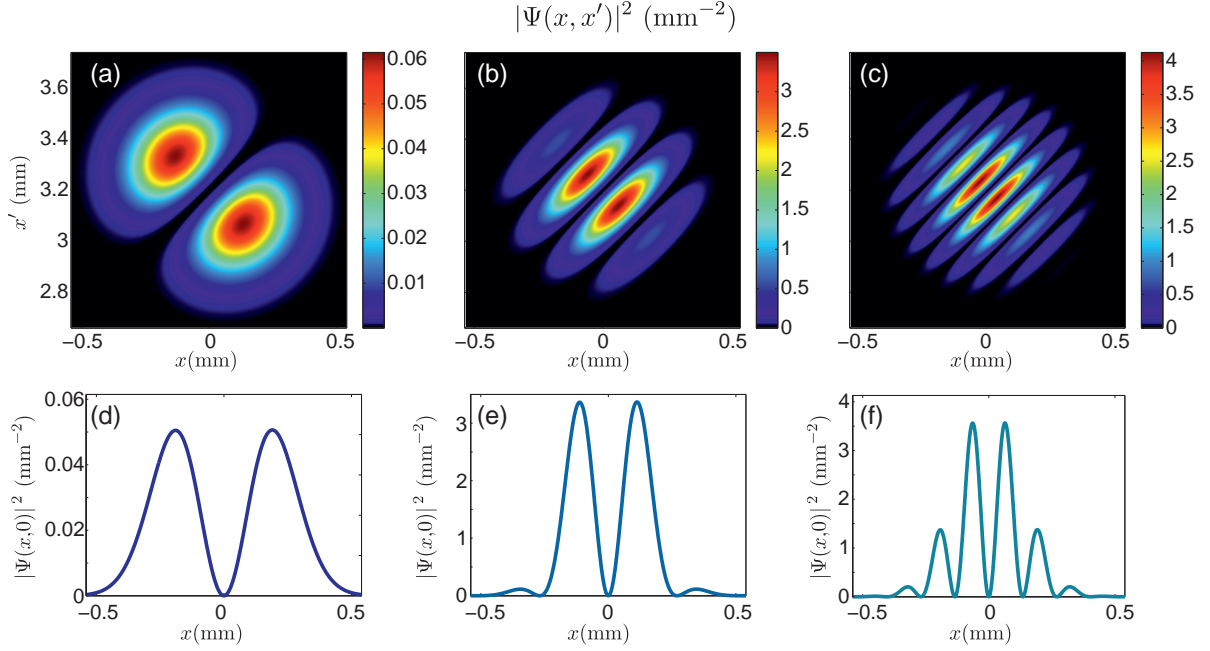 |Ψ(x, x′)|² (mm⁻²)
(a) (b) (c)
3.6 3.4 3.2 3 2.8
x′ (mm)
0.06 0.05 0.04 0.03 0.02 0.01
3 2.5 2 1.5 1 0.5 0
4 3.5 3 2.5 2 1.5 1 0.5 0
−0.5 0 0.5 −0.5 0 0.5 −0.5 0 0.5
x(mm) x(mm) x(mm)
(d) (e) (f)
|Ψ(x,0)|² (mm⁻²)
0.06 0.04 0.02 0
|Ψ(x,0)|² (mm⁻²)
3 2 1 0
|Ψ(x,0)|² (mm⁻²)
4 3 2 1 0
−0.5 0 0.5 −0.5 0 0.5 −0.5 0 0.5
x(mm) x(mm) x(mm)